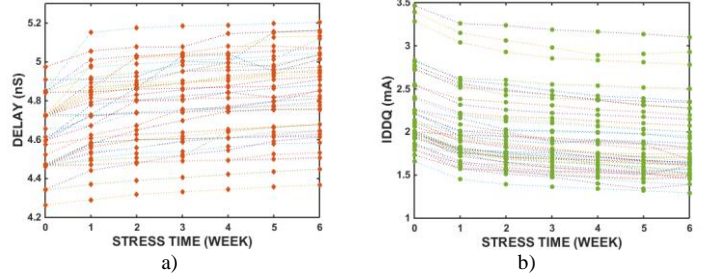 5.2
5
4.8
4.6
4.4
4.2
DELAY (nS)
0 1 2 3 4 5 6
STRESS TIME (WEEK)
a)
3.5
3
2.5
2
1.5
1
IDDQ (mA)
0 1 2 3 4 5 6
STRESS TIME (WEEK)
b)